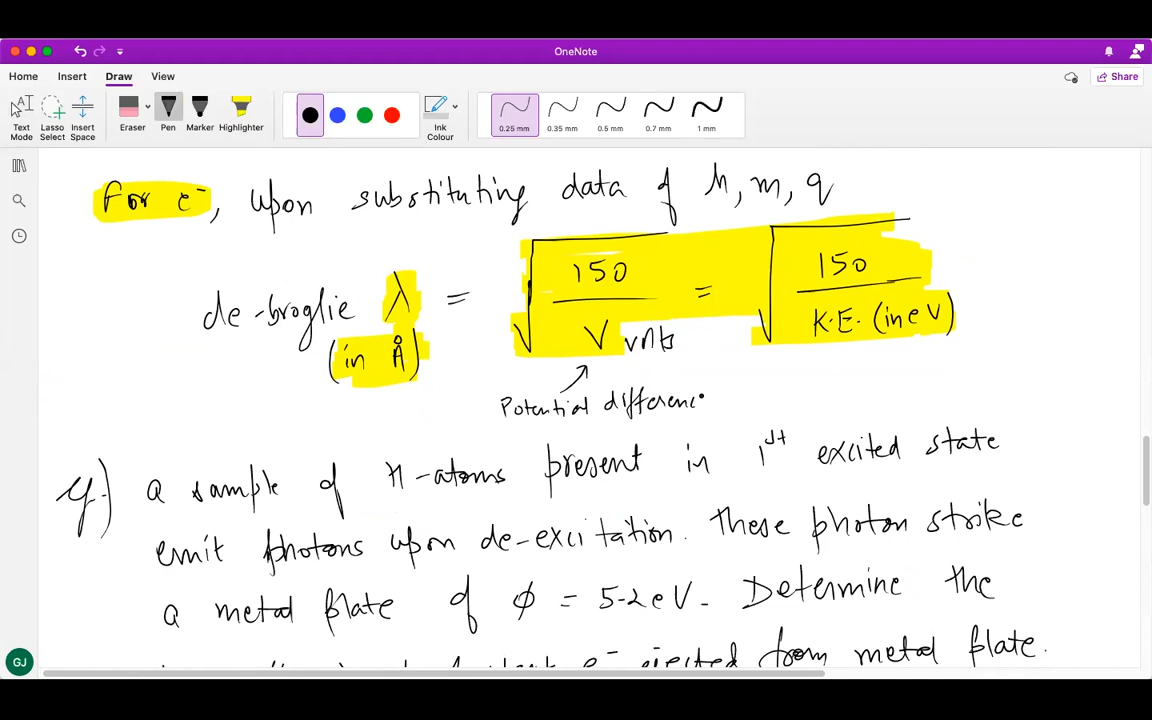 OneNote
Home Insert Draw View
Share
Text Mode
Lasso Select
Insert Space
Eraser
Pen
Marker
Highlighter
Ink Colour
0.25 mm
0.35 mm
0.5 mm
0.7 mm
1 mm
For e⁻, upon substituting data of h, m, q
de-broglie λ = √(150 / V volts) = √(150 / K.E. (in eV))
(in Å)
Potential differenc
eg.) a sample of H-atoms present in 1st excited state
emit photons upon de-excitation. These photon strike
a metal plate of ϕ = 5.2 eV. Determine the
e⁻ ejected from metal plate.
GJ